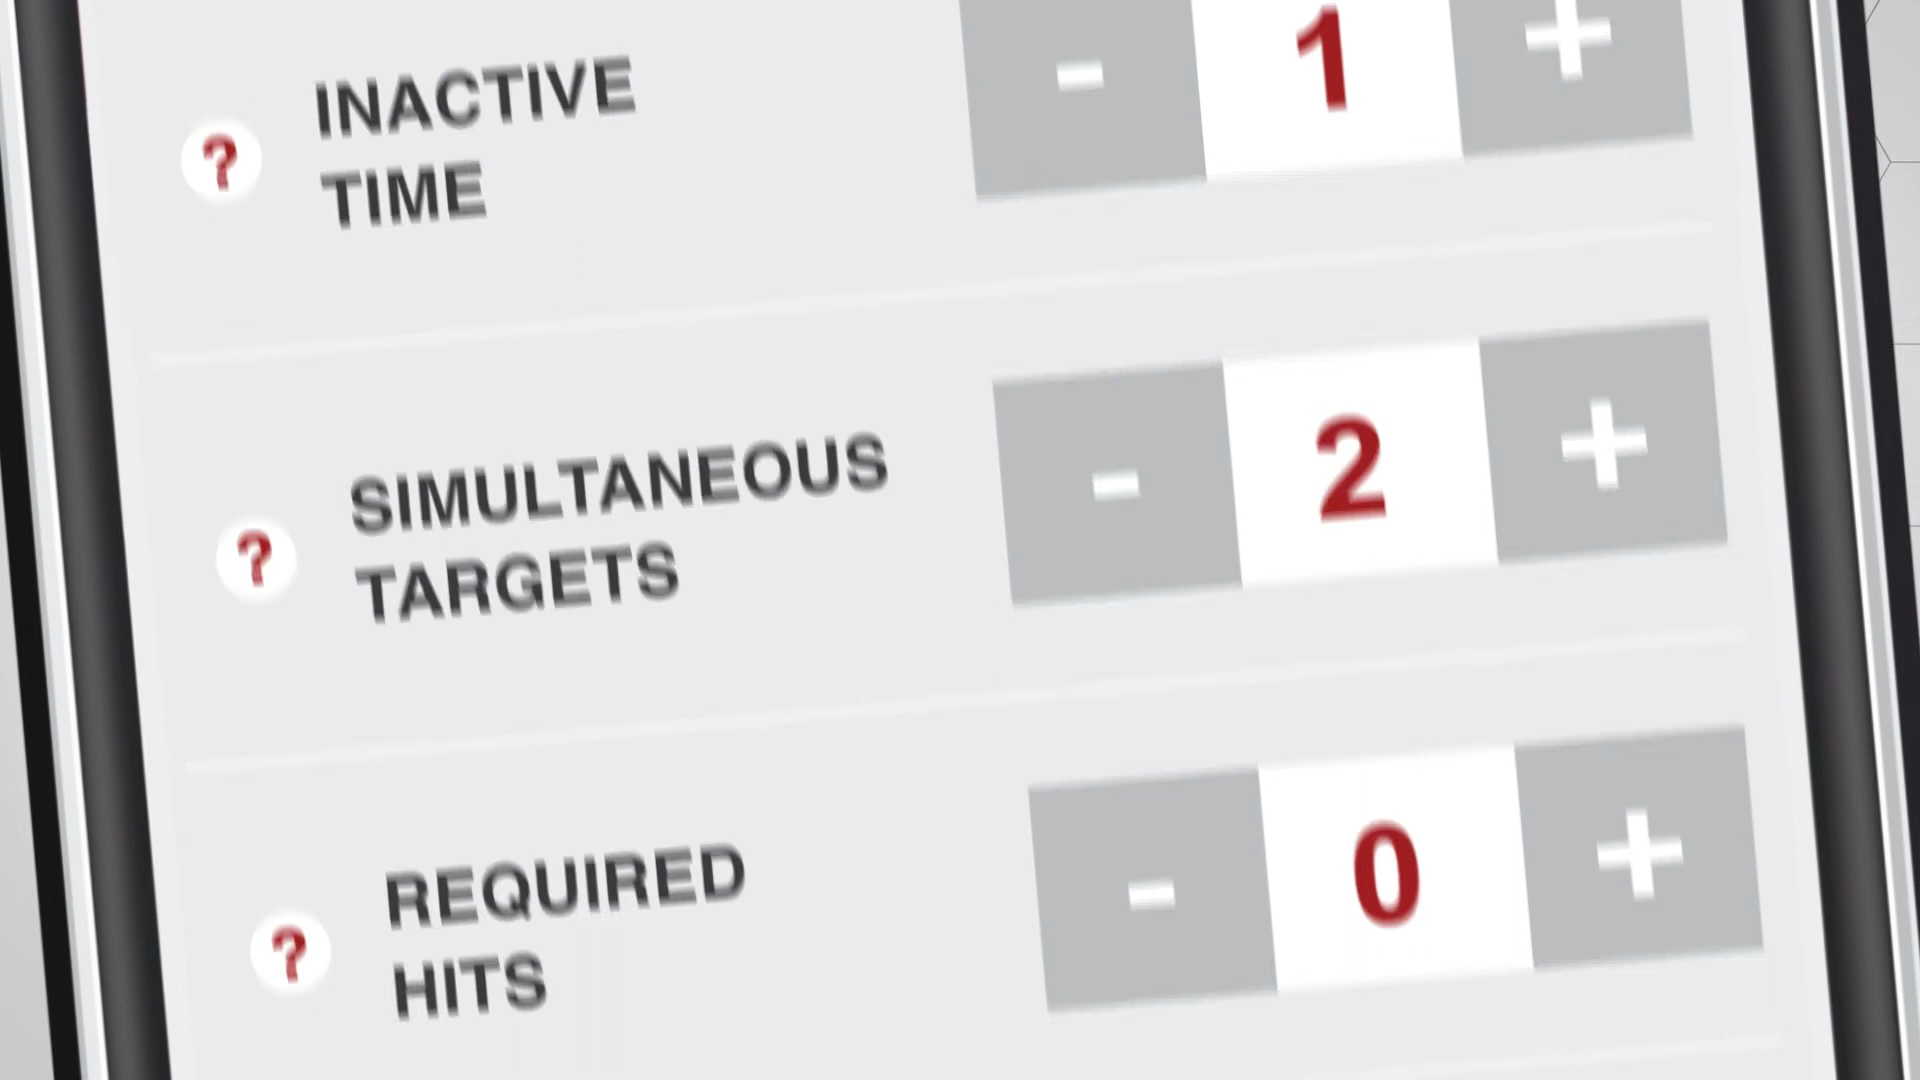 ?
INACTIVE
TIME
- 1 +
?
SIMULTANEOUS
TARGETS
- 2 +
?
REQUIRED
HITS
- 0 +